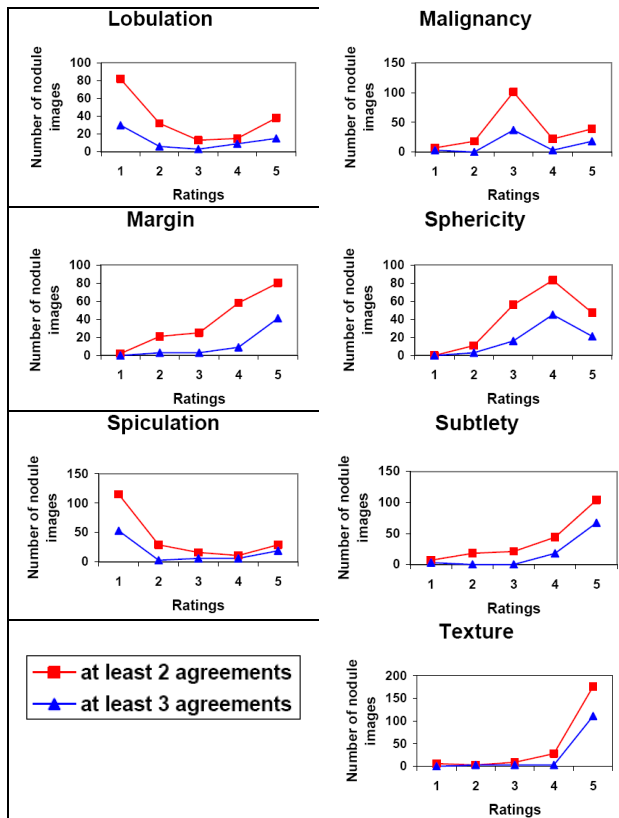 Lobulation
Number of nodule
images
100
80
60
40
20
0
1 2 3 4 5
Ratings
Malignancy
Number of nodule
images
150
100
50
0
1 2 3 4 5
Ratings
Margin
Number of nodule
images
100
80
60
40
20
0
1 2 3 4 5
Ratings
Sphericity
Number of nodule
images
100
80
60
40
20
0
1 2 3 4 5
Ratings
Spiculation
Number of nodule
images
150
100
50
0
1 2 3 4 5
Ratings
Subtlety
Number of nodule
images
150
100
50
0
1 2 3 4 5
Ratings
at least 2 agreements
at least 3 agreements
Texture
Number of nodule
images
200
150
100
50
0
1 2 3 4 5
Ratings